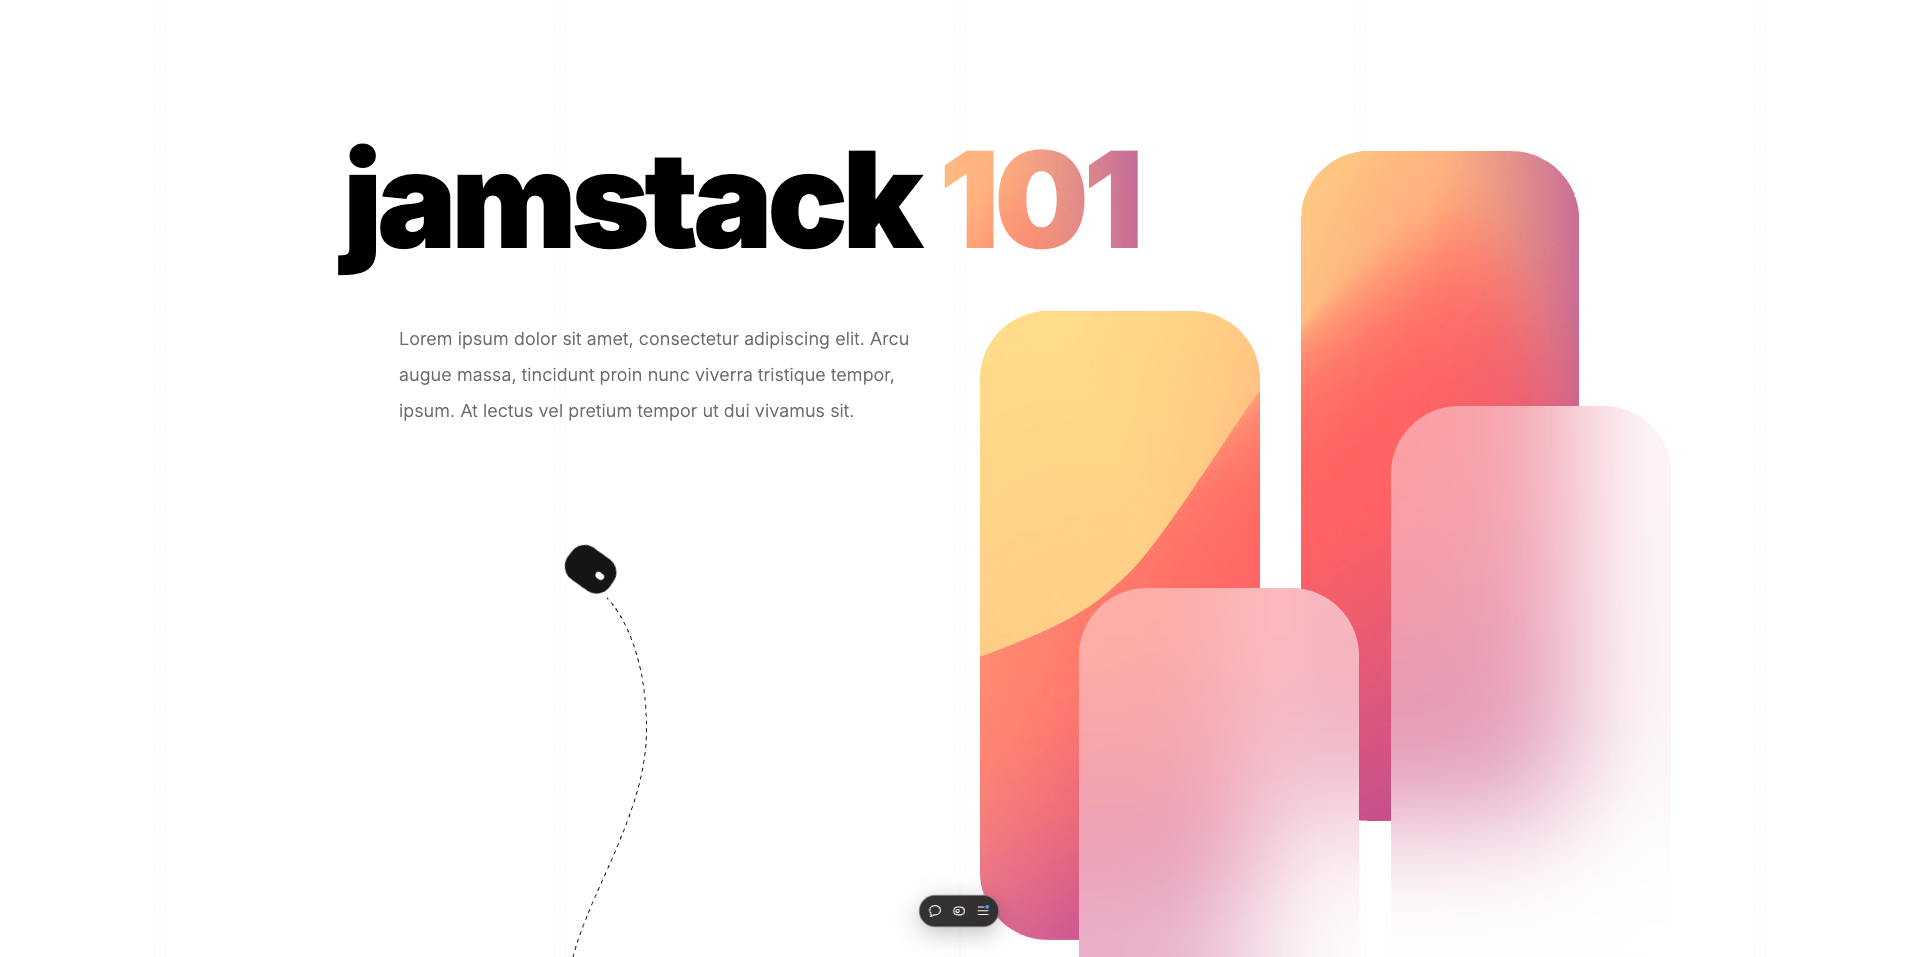 jamstack 101
Lorem ipsum dolor sit amet, consectetur adipiscing elit. Arcu
augue massa, tincidunt proin nunc viverra tristique tempor,
ipsum. At lectus vel pretium tempor ut dui vivamus sit.